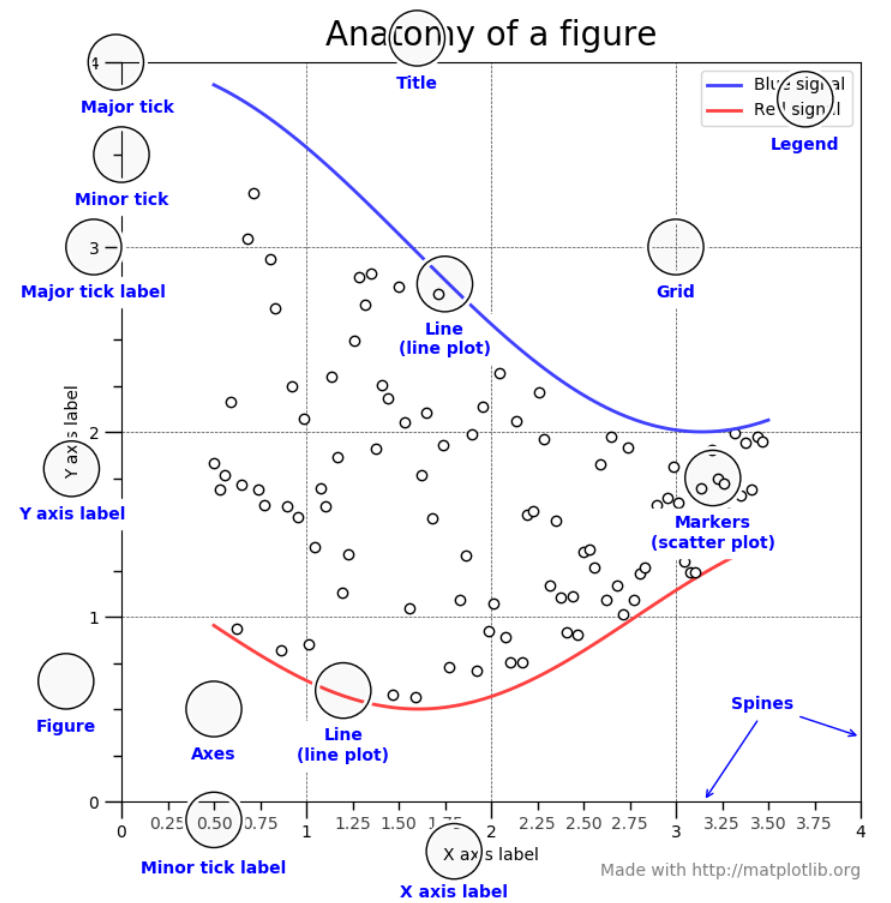 Anatomy of a figure
Title
Blue signal
Red signal
Legend
4
Major tick
Minor tick
3
Major tick label
Grid
Line
(line plot)
2
Y axis label
Y axis label
Markers
(scatter plot)
1
Figure
Axes
Line
(line plot)
Spines
0
0 0.25 0.50 0.75 1 1.25 1.50 1.75 2 2.25 2.50 2.75 3 3.25 3.50 3.75 4
Minor tick label
X axis label
X axis label
Made with http://matplotlib.org